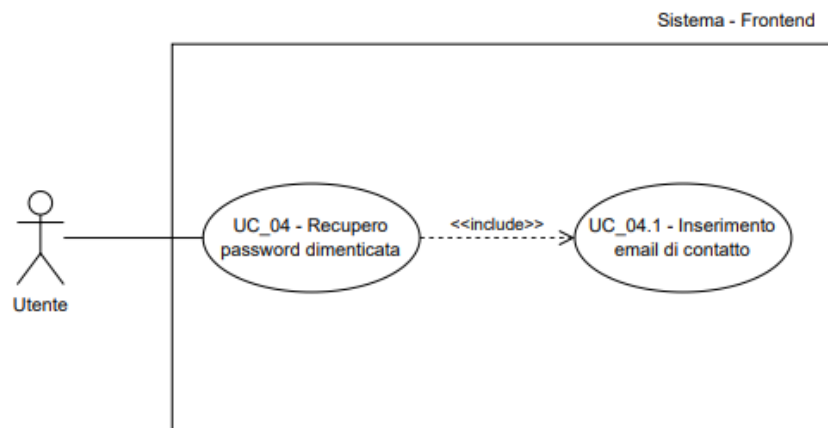 Sistema - Frontend
UC_04 - Recupero
password dimenticata
<<include>>
UC_04.1 - Inserimento
email di contatto
Utente